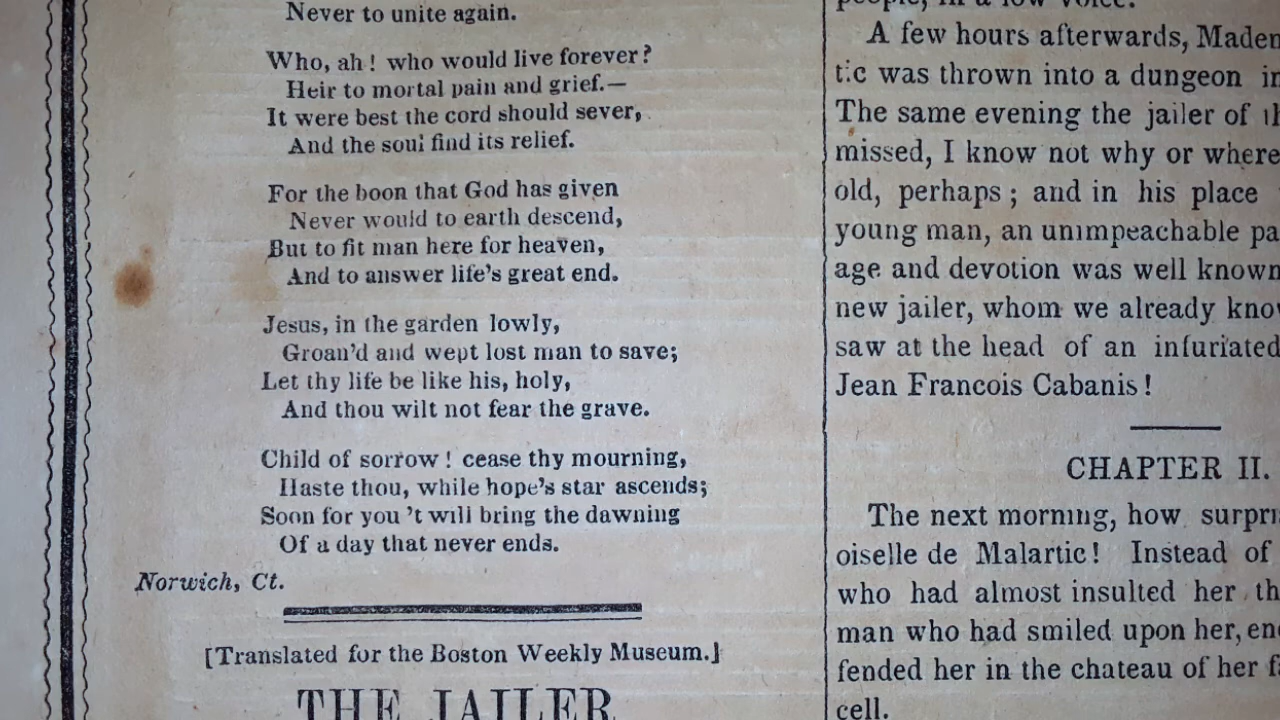 Never to unite again.
Who, ah! who would live forever?
Heir to mortal pain and grief.—
It were best the cord should sever,
And the soul find its relief.
For the boon that God has given
Never would to earth descend,
But to fit man here for heaven,
And to answer life's great end.
Jesus, in the garden lowly,
Groan'd and wept lost man to save;
Let thy life be like his, holy,
And thou wilt not fear the grave.
Child of sorrow! cease thy mourning,
Haste thou, while hope's star ascends;
Soon for you 't will bring the dawning
Of a day that never ends.
Norwich, Ct.
[Translated for the Boston Weekly Museum.]
THE JAILER
people, in a low voice.
A few hours afterwards, Madem
tic was thrown into a dungeon in
The same evening the jailer of th
missed, I know not why or where
old, perhaps; and in his place
young man, an unimpeachable pa
age and devotion was well known
new jailer, whom we already know
saw at the head of an infuriated
Jean Francois Cabanis!
CHAPTER II.
The next morning, how surpri
oiselle de Malartic! Instead of
who had almost insulted her, th
man who had smiled upon her, enc
fended her in the chateau of her fa
cell.